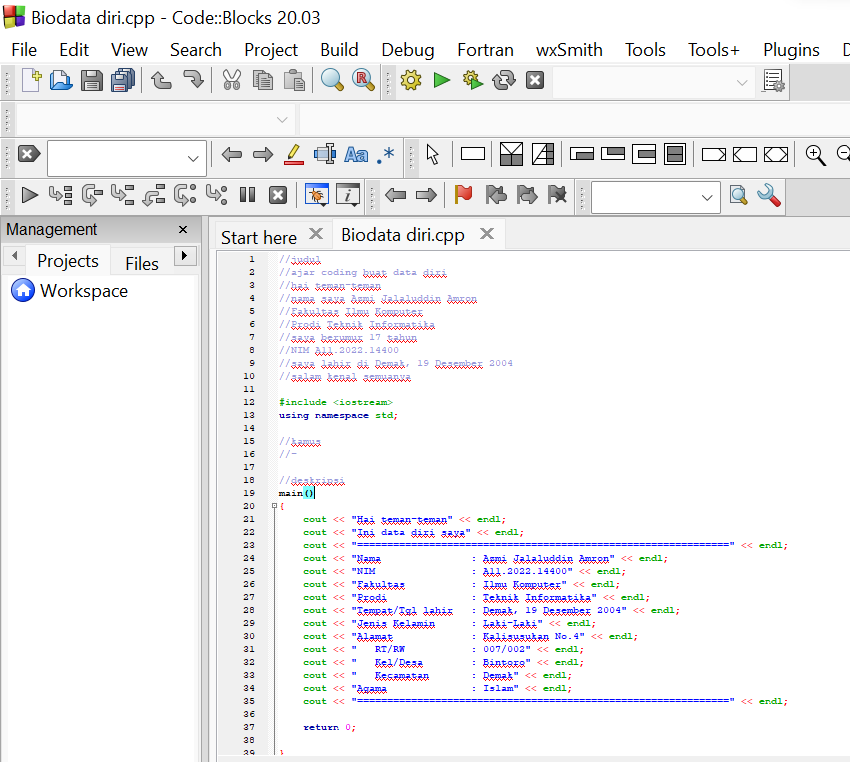 Biodata diri.cpp - Code::Blocks 20.03
File Edit View Search Project Build Debug Fortran wxSmith Tools Tools+ Plugins D
Management
Start here
Biodata diri.cpp
Projects Files
Workspace
1 //judul
2 //ajar coding buat data diri
3 //hai teman-teman
4 //nama saya Azmi Jalaluddin Amron
5 //Fakultas Ilmu Komputer
6 //Prodi Teknik Informatika
7 //saya berumur 17 tahun
8 //NIM A11.2022.14400
9 //saya lahir di Demak, 19 Desember 2004
10 //salam kenal semuanya
11
12 #include <iostream>
13 using namespace std;
14
15 //kamus
16 //-
17
18 //deskripsi
19 main()
20 {
21 cout << "Hai teman-teman" << endl;
22 cout << "Ini data diri saya" << endl;
23 cout << "==============================================================" << endl;
24 cout << "Nama : Azmi Jalaluddin Amron" << endl;
25 cout << "NIM : A11.2022.14400" << endl;
26 cout << "Fakultas : Ilmu Komputer" << endl;
27 cout << "Prodi : Teknik Informatika" << endl;
28 cout << "Tempat/Tgl lahir : Demak, 19 Desember 2004" << endl;
29 cout << "Jenis Kelamin : Laki-Laki" << endl;
30 cout << "Alamat : Kalisusukan No.4" << endl;
31 cout << " RT/RW : 007/002" << endl;
32 cout << " Kel/Desa : Bintoro" << endl;
33 cout << " Kecamatan : Demak" << endl;
34 cout << "Agama : Islam" << endl;
35 cout << "==============================================================" << endl;
36
37 return 0;
38
39 }